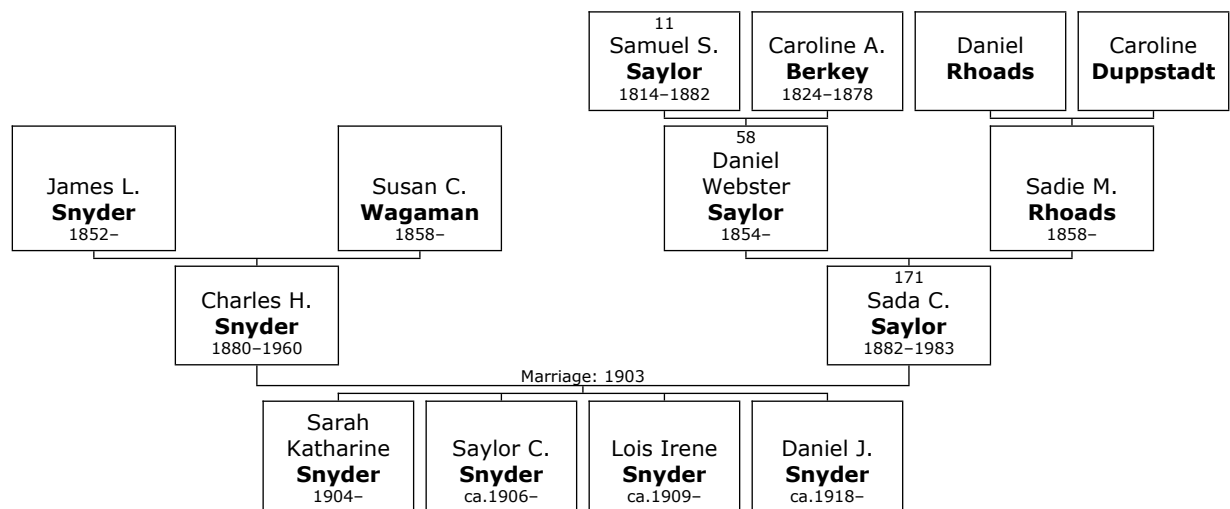 11
Samuel S.
Saylor
1814–1882
Caroline A.
Berkey
1824–1878
Daniel
Rhoads
Caroline
Duppstadt
James L.
Snyder
1852–
Susan C.
Wagaman
1858–
58
Daniel
Webster
Saylor
1854–
Sadie M.
Rhoads
1858–
Charles H.
Snyder
1880–1960
171
Sada C.
Saylor
1882–1983
Marriage: 1903
Sarah
Katharine
Snyder
1904–
Saylor C.
Snyder
ca.1906–
Lois Irene
Snyder
ca.1909–
Daniel J.
Snyder
ca.1918–